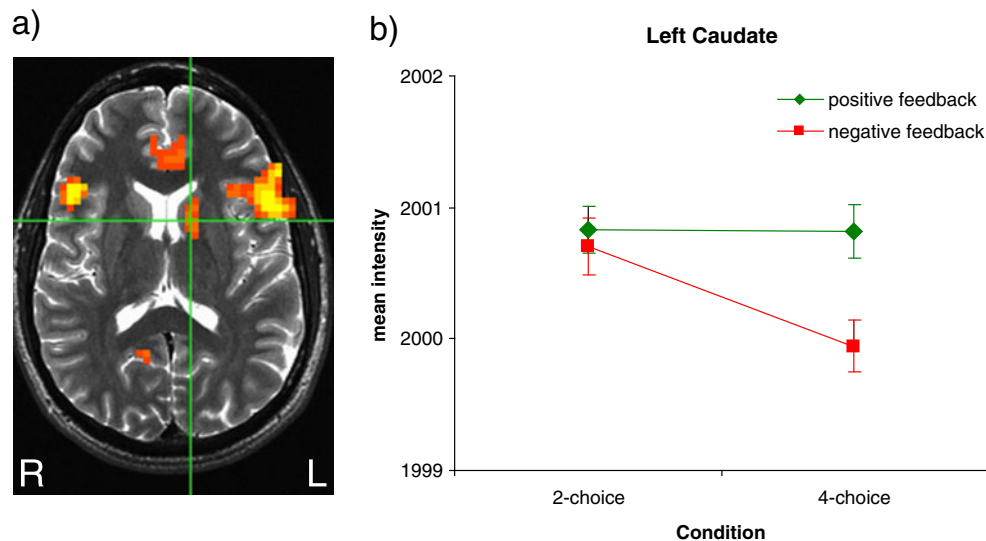 a)
R
L
b)
Left Caudate
2002
2001
2000
1999
mean intensity
positive feedback
negative feedback
2-choice
4-choice
Condition